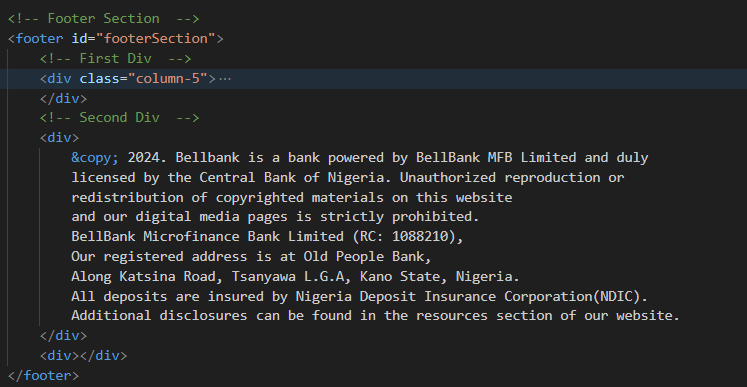 <!-- Footer Section  -->
<footer id="footerSection">
<!-- First Div  -->
<div class="column-5">···
</div>
<!-- Second Div  -->
<div>
&copy; 2024. Bellbank is a bank powered by BellBank MFB Limited and duly
licensed by the Central Bank of Nigeria. Unauthorized reproduction or
redistribution of copyrighted materials on this website
and our digital media pages is strictly prohibited.
BellBank Microfinance Bank Limited (RC: 1088210),
Our registered address is at Old People Bank,
Along Katsina Road, Tsanyawa L.G.A, Kano State, Nigeria.
All deposits are insured by Nigeria Deposit Insurance Corporation(NDIC).
Additional disclosures can be found in the resources section of our website.
</div>
<div></div>
</footer>